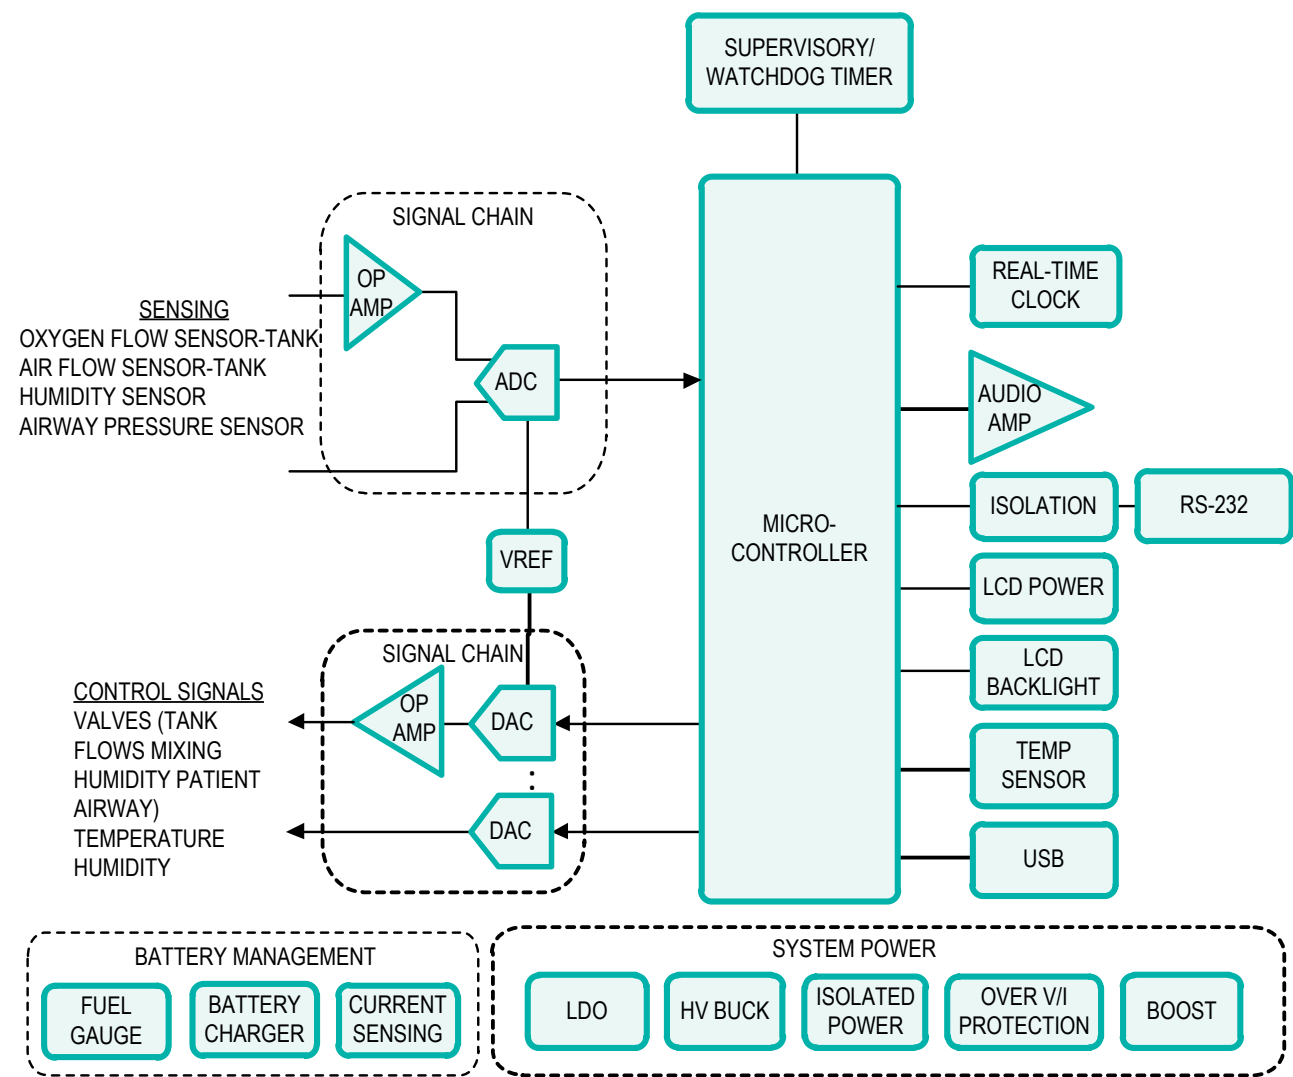 SUPERVISORY/
WATCHDOG TIMER
SIGNAL CHAIN
OP
AMP
SENSING
OXYGEN FLOW SENSOR-TANK
AIR FLOW SENSOR-TANK
HUMIDITY SENSOR
AIRWAY PRESSURE SENSOR
ADC
VREF
MICRO-
CONTROLLER
REAL-TIME
CLOCK
AUDIO
AMP
ISOLATION
RS-232
LCD POWER
LCD
BACKLIGHT
TEMP
SENSOR
USB
SIGNAL CHAIN
OP
AMP
DAC
DAC
CONTROL SIGNALS
VALVES (TANK
FLOWS MIXING
HUMIDITY PATIENT
AIRWAY)
TEMPERATURE
HUMIDITY
BATTERY MANAGEMENT
FUEL
GAUGE
BATTERY
CHARGER
CURRENT
SENSING
SYSTEM POWER
LDO
HV BUCK
ISOLATED
POWER
OVER V/I
PROTECTION
BOOST